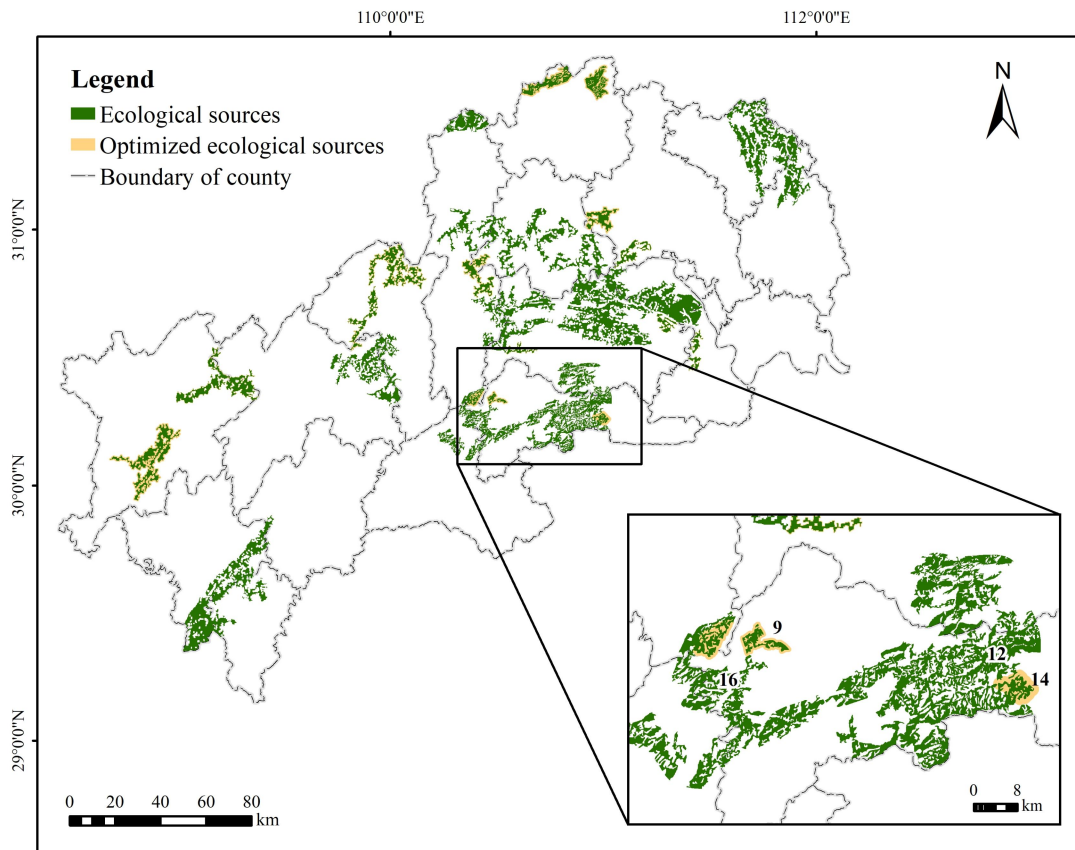 110°0'0"E
112°0'0"E
Legend
Ecological sources
Optimized ecological sources
Boundary of county
N
31°0'0"N
30°0'0"N
29°0'0"N
9
12
16
14
0 20 40 60 80
km
0 8
km